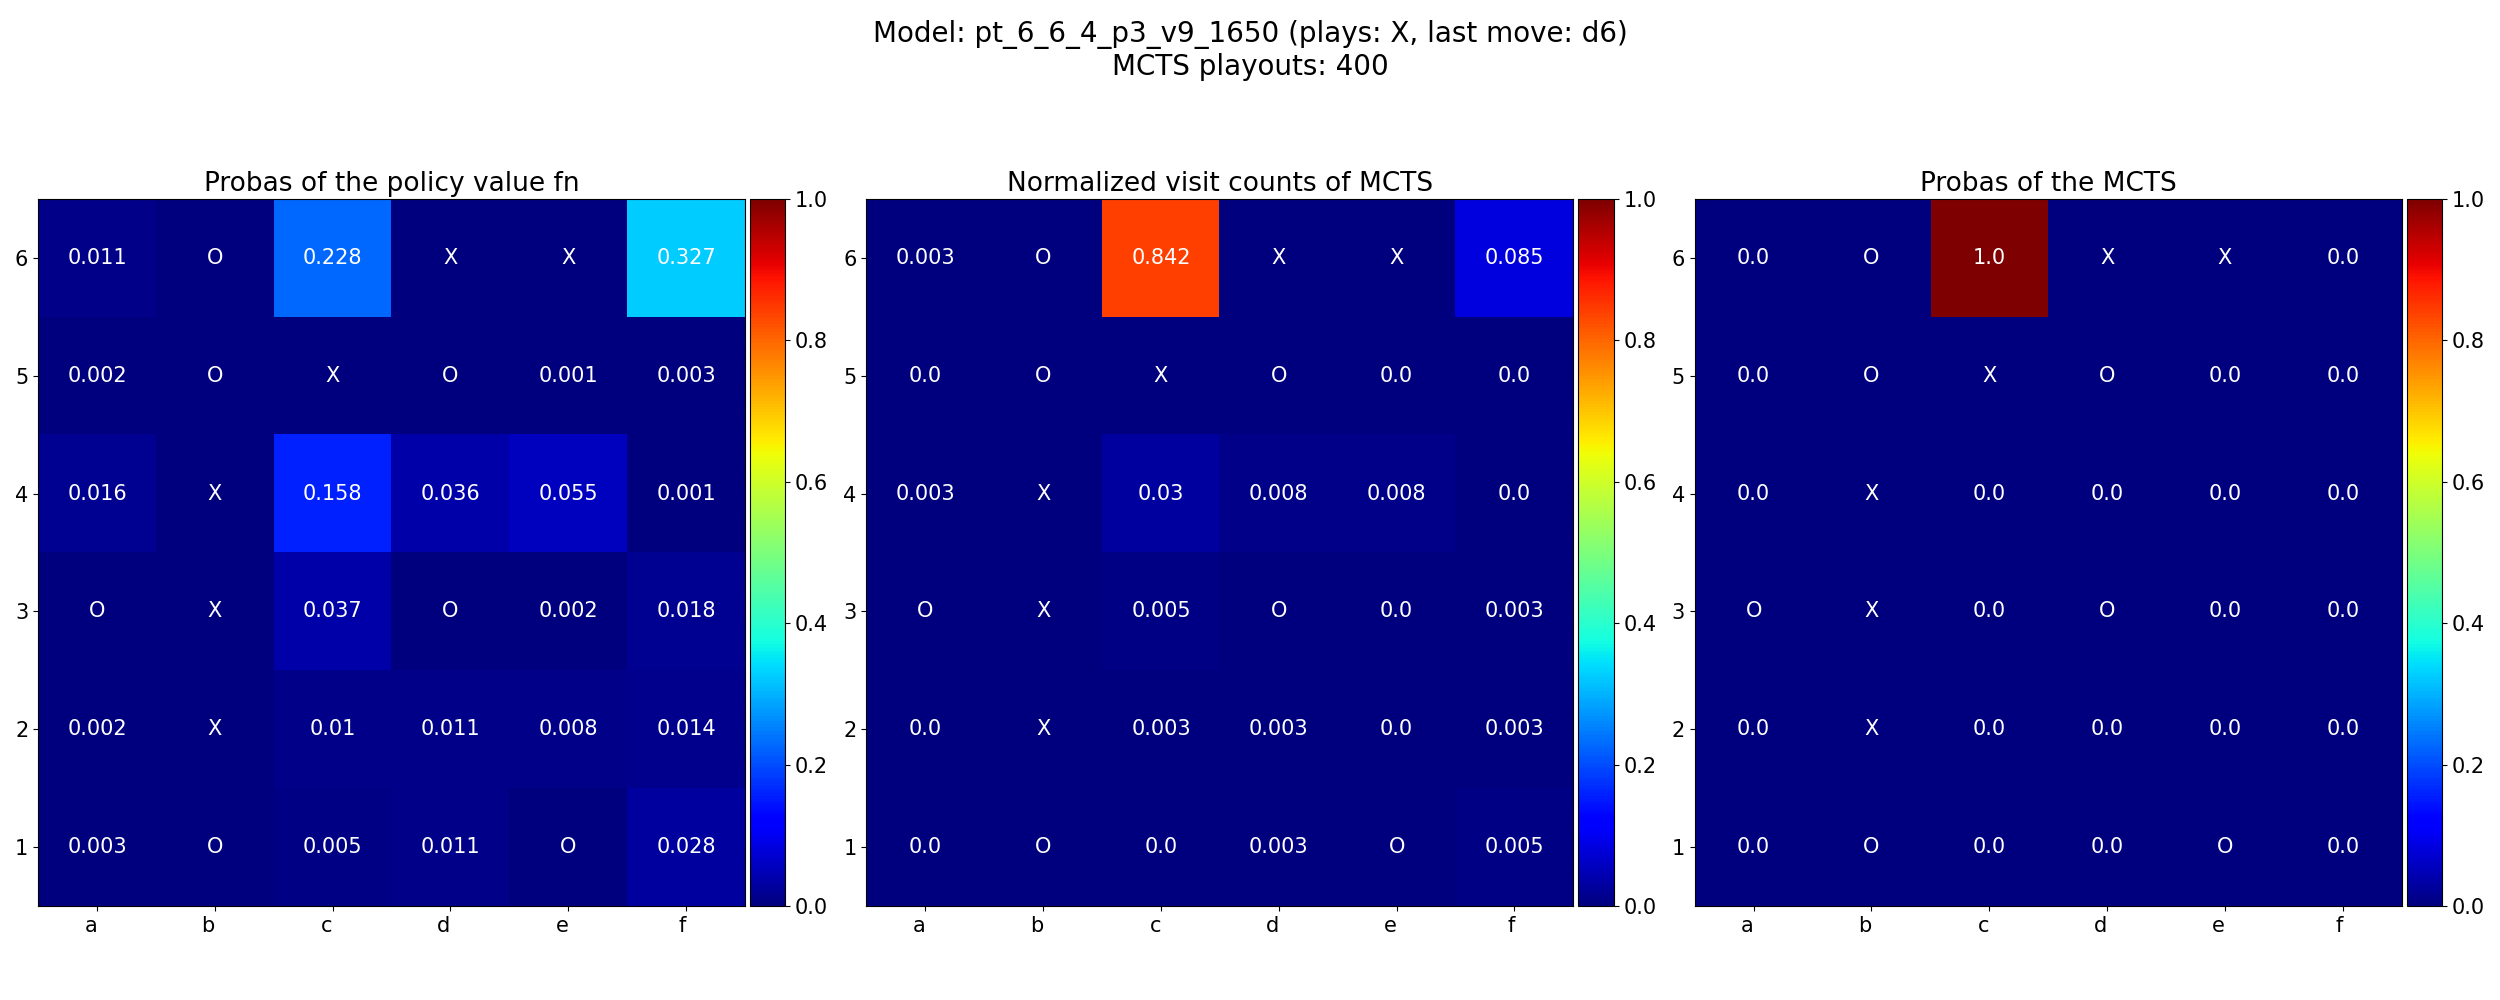 Model: pt_6_6_4_p3_v9_1650 (plays: X, last move: d6)
MCTS playouts: 400
Probas of the policy value fn
6 0.011 O 0.228 X X 0.327
5 0.002 O X O 0.001 0.003
4 0.016 X 0.158 0.036 0.055 0.001
3 O X 0.037 O 0.002 0.018
2 0.002 X 0.01 0.011 0.008 0.014
1 0.003 O 0.005 0.011 O 0.028
a b c d e f
1.0
0.8
0.6
0.4
0.2
0.0
Normalized visit counts of MCTS
6 0.003 O 0.842 X X 0.085
5 0.0 O X O 0.0 0.0
4 0.003 X 0.03 0.008 0.008 0.0
3 O X 0.005 O 0.0 0.003
2 0.0 X 0.003 0.003 0.0 0.003
1 0.0 O 0.0 0.003 O 0.005
a b c d e f
1.0
0.8
0.6
0.4
0.2
0.0
Probas of the MCTS
6 0.0 O 1.0 X X 0.0
5 0.0 O X O 0.0 0.0
4 0.0 X 0.0 0.0 0.0 0.0
3 O X 0.0 O 0.0 0.0
2 0.0 X 0.0 0.0 0.0 0.0
1 0.0 O 0.0 0.0 O 0.0
a b c d e f
1.0
0.8
0.6
0.4
0.2
0.0